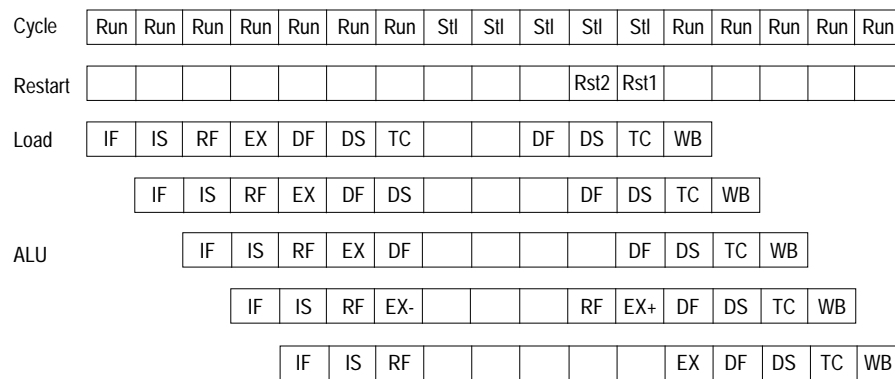 Cycle Run Run Run Run Run Run Run Stl Stl Stl Stl Stl Run Run Run Run Run
Restart Rst2 Rst1
Load IF IS RF EX DF DS TC DF DS TC WB
IF IS RF EX DF DS DF DS TC WB
ALU IF IS RF EX DF DF DS TC WB
IF IS RF EX- RF EX+ DF DS TC WB
IF IS RF EX DF DS TC WB